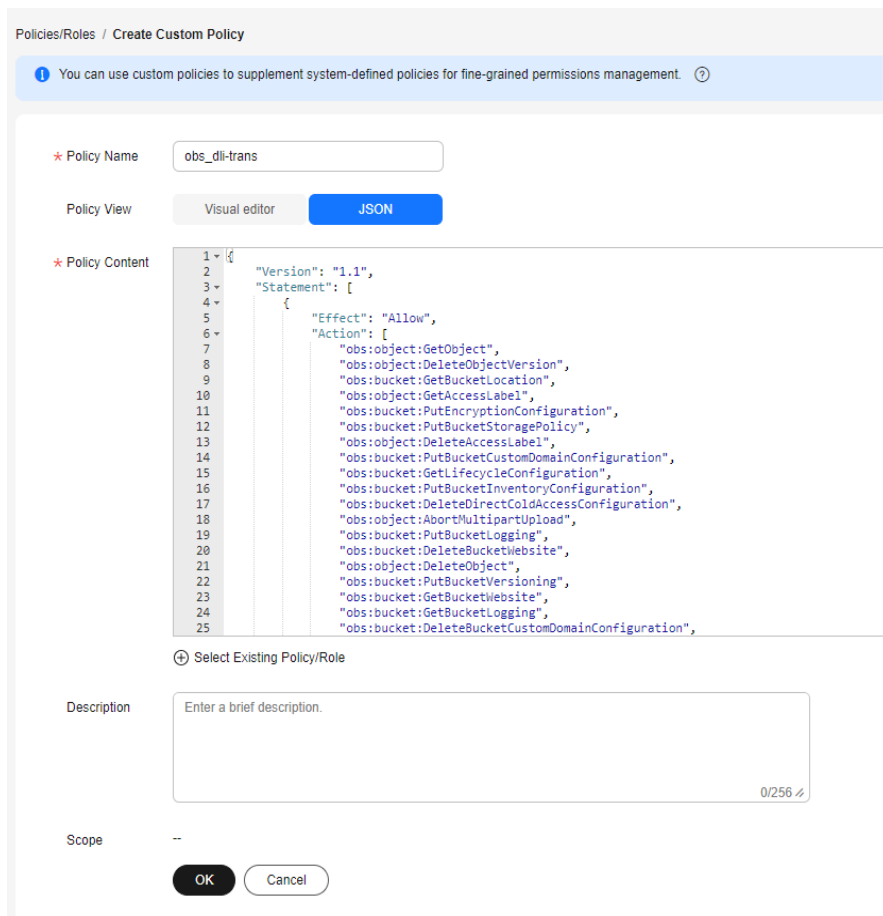 Policies/Roles / Create Custom Policy
You can use custom policies to supplement system-defined policies for fine-grained permissions management.
* Policy Name obs_dli-trans
Policy View Visual editor JSON
* Policy Content
1 {
2 "Version": "1.1",
3 "Statement": [
4 {
5 "Effect": "Allow",
6 "Action": [
7 "obs:object:GetObject",
8 "obs:object:DeleteObjectVersion",
9 "obs:bucket:GetBucketLocation",
10 "obs:object:GetAccessLabel",
11 "obs:bucket:PutEncryptionConfiguration",
12 "obs:bucket:PutBucketStoragePolicy",
13 "obs:object:DeleteAccessLabel",
14 "obs:bucket:PutBucketCustomDomainConfiguration",
15 "obs:bucket:GetLifecycleConfiguration",
16 "obs:bucket:PutBucketInventoryConfiguration",
17 "obs:bucket:DeleteDirectColdAccessConfiguration",
18 "obs:object:AbortMultipartUpload",
19 "obs:bucket:PutBucketLogging",
20 "obs:bucket:DeleteBucketWebsite",
21 "obs:object:DeleteObject",
22 "obs:bucket:PutBucketVersioning",
23 "obs:bucket:GetBucketWebsite",
24 "obs:bucket:GetBucketLogging",
25 "obs:bucket:DeleteBucketCustomDomainConfiguration",
Select Existing Policy/Role
Description Enter a brief description.
0/256
Scope --
OK Cancel